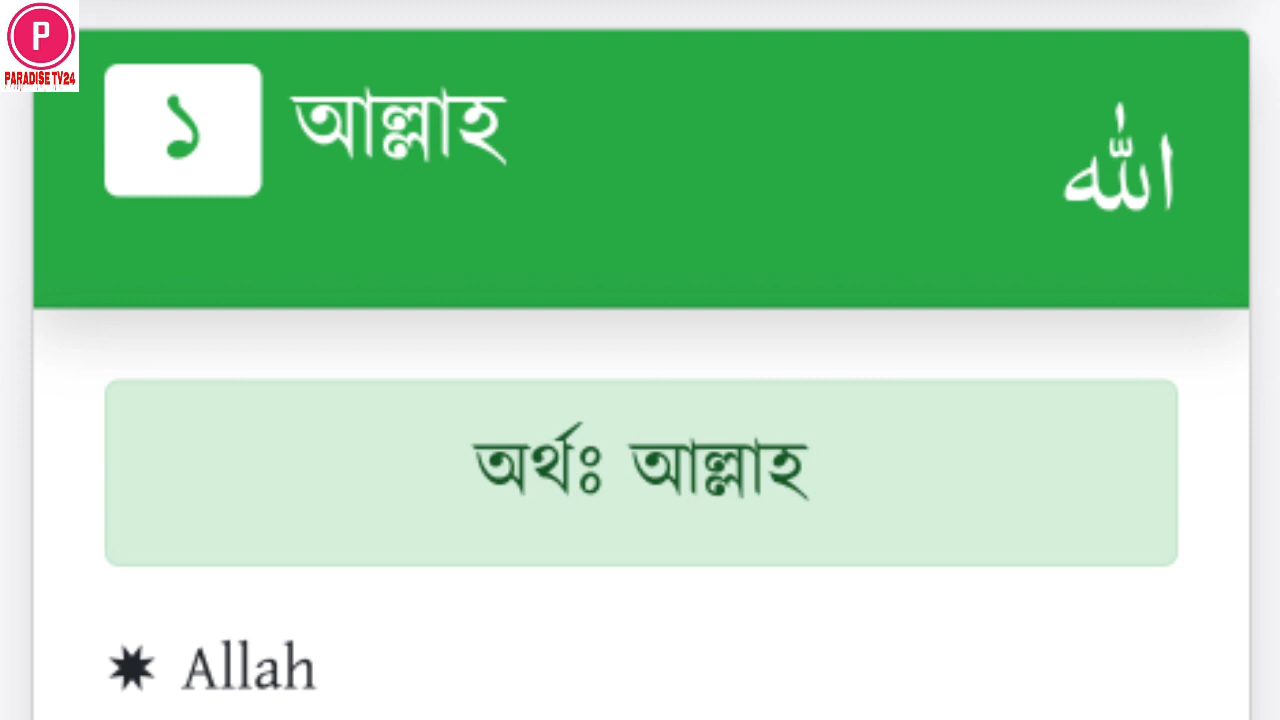 P
PARADISE TV24
১ আল্লাহ
الله
অর্থঃ আল্লাহ
Allah